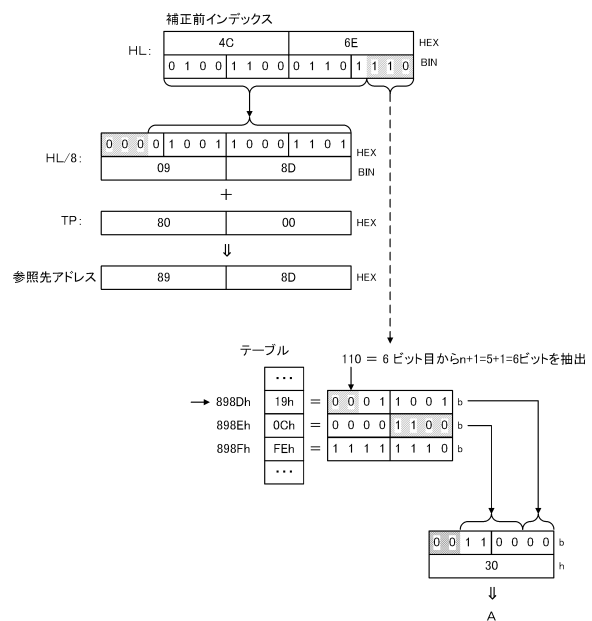 補正前インデックス
HL: 4C 6E HEX
0 1 0 0 1 1 0 0 0 1 1 0 1 1 1 0 BIN
0 0 0 0 1 0 0 1 1 0 0 0 1 1 0 1 HEX
HL/8: 09 8D BIN
+
TP: 80 00 HEX
⇓
参照先アドレス 89 8D HEX
テーブル
110 = 6 ビット目からn+1=5+1=6ビットを抽出
...
898Dh 19h = 0 0 0 1 1 0 0 1 b
898Eh 0Ch = 0 0 0 0 1 1 0 0 b
898Fh FEh = 1 1 1 1 1 1 1 0 b
...
0 0 1 1 0 0 0 0 b
30 h
⇓
A